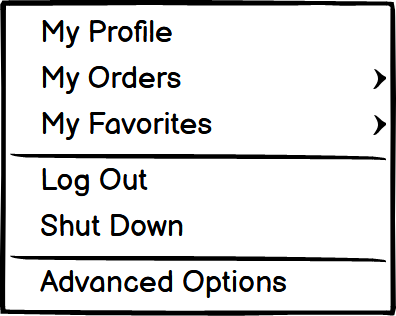 My Profile
My Orders
My Favorites
Log Out
Shut Down
Advanced Options